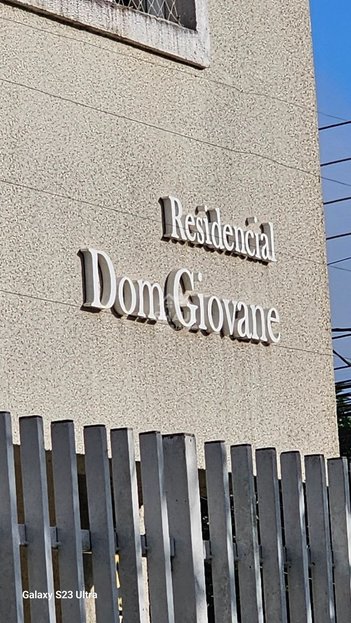 Residencial
Dom Giovane
Galaxy S23 Ultra